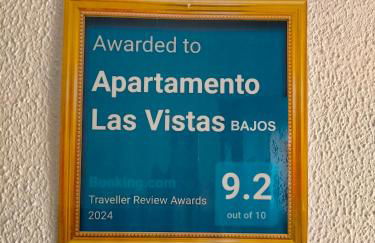 Awarded to
Apartamento
Las Vistas BAJOS
Booking.com
Traveller Review Awards
2024
9.2
out of 10